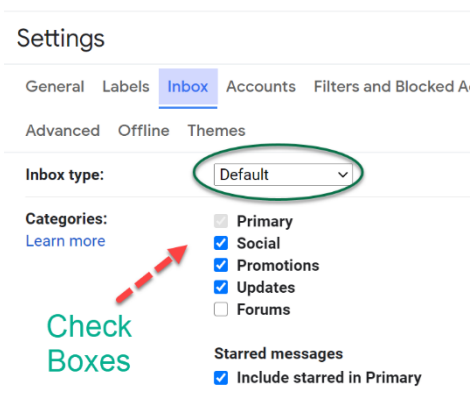 Settings
General Labels Inbox Accounts Filters and Blocked A
Advanced Offline Themes
Inbox type: Default
Categories: Primary
Learn more Social
Promotions
Updates
Forums
Check
Boxes
Starred messages
Include starred in Primary